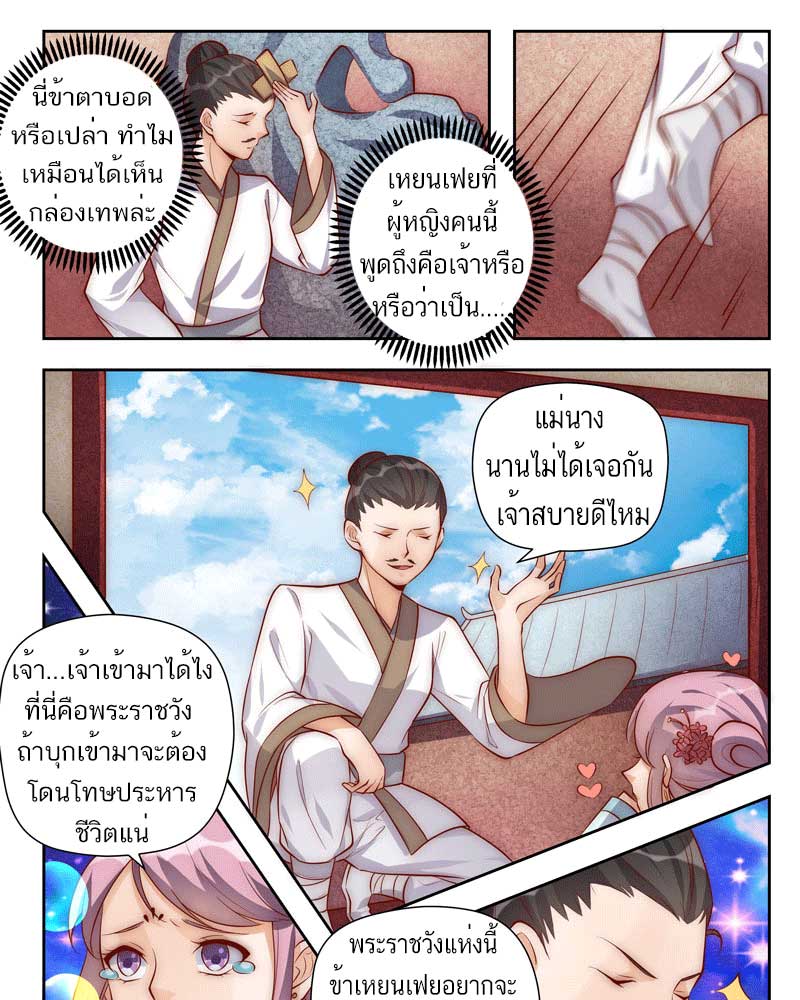 นี่ข้าตาบอด
หรือเปล่า ทำไม
เหมือนได้เห็น
กล่องเทพล่ะ
เหยนเฟยที่
ผู้หญิงคนนี้
พูดถึงคือเจ้าหรือ
หรือว่าเป็น.....
แม่นาง
นานไม่ได้เจอกัน
เจ้าสบายดีไหม
เจ้า...เจ้าเข้ามาได้ไง
ที่นี่คือพระราชวัง
ถ้าบุกเข้ามาจะต้อง
โดนโทษประหาร
ชีวิตแน่
พระราชวังแห่งนี้
ข้าเหยนเฟยอยากจะ